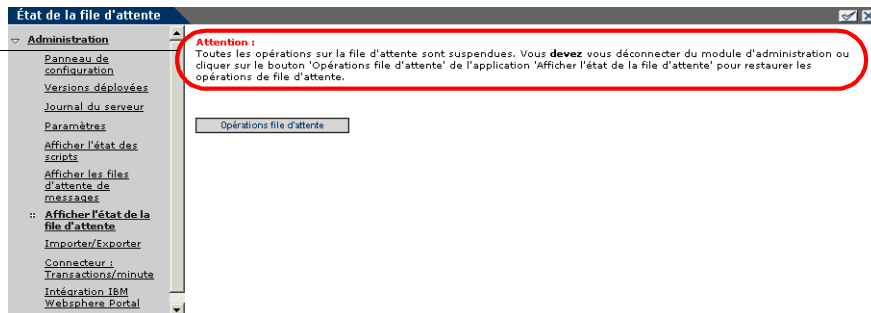 État de la file d'attente
Administration
Panneau de
configuration
Versions déployées
Journal du serveur
Paramètres
Afficher l'état des
scripts
Afficher les files
d'attente de
messages
Afficher l'état de la
file d'attente
Importer/Exporter
Connecteur :
Transactions/minute
Intégration IBM
Websphere Portal
Attention :
Toutes les opérations sur la file d'attente sont suspendues. Vous devez vous déconnecter du module d'administration ou
cliquer sur le bouton 'Opérations file d'attente' de l'application 'Afficher l'état de la file d'attente' pour restaurer les
opérations de file d'attente.
Opérations file d'attente